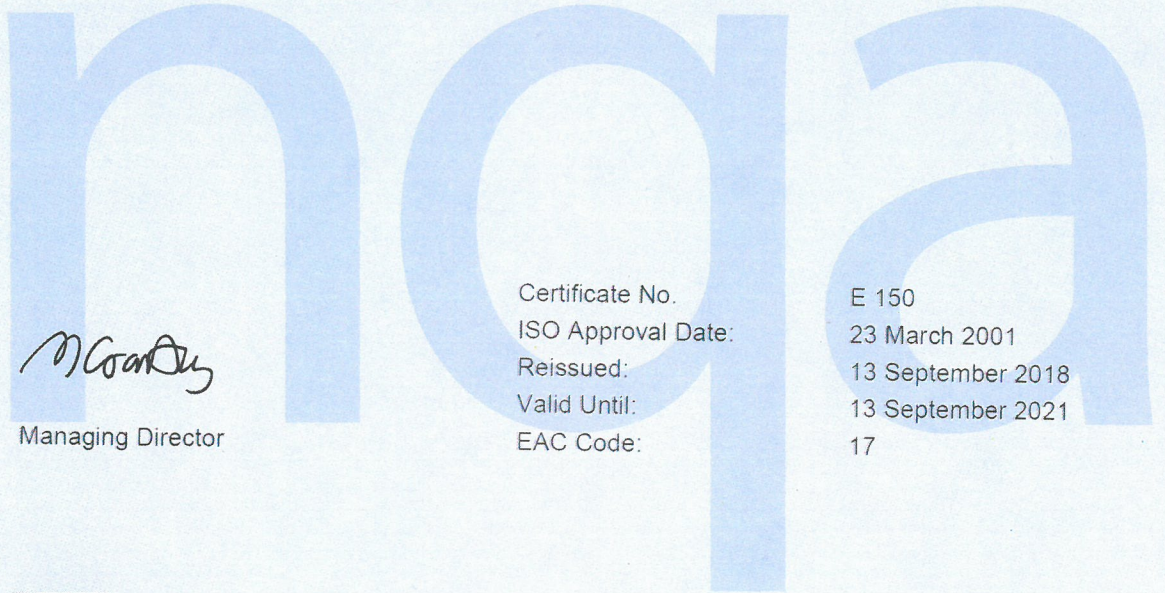 nqa
Certificate No. E 150
ISO Approval Date: 23 March 2001
Reissued: 13 September 2018
Valid Until: 13 September 2021
EAC Code: 17
Managing Director